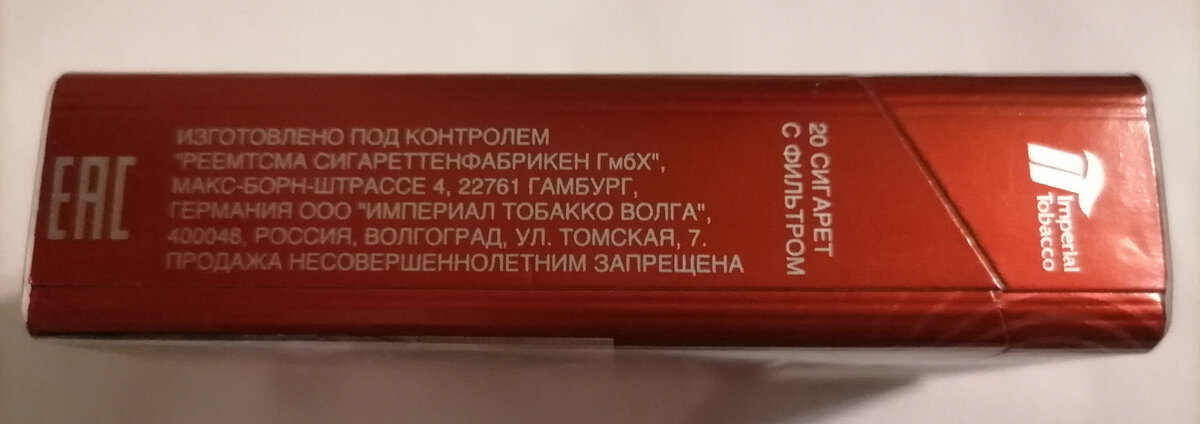 EAC
ИЗГОТОВЛЕНО ПОД КОНТРОЛЕМ
"РЕЕМТСМА СИГАРЕТТЕНФАБРИКЕН ГмбХ",
МАКС-БОРН-ШТРАССЕ 4, 22761 ГАМБУРГ,
ГЕРМАНИЯ ООО "ИМПЕРИАЛ ТОБАККО ВОЛГА",
400048, РОССИЯ, ВОЛГОГРАД, УЛ. ТОМСКАЯ, 7.
ПРОДАЖА НЕСОВЕРШЕННОЛЕТНИМ ЗАПРЕЩЕНА
20 СИГАРЕТ
С ФИЛЬТРОМ
Imperial
Tobacco